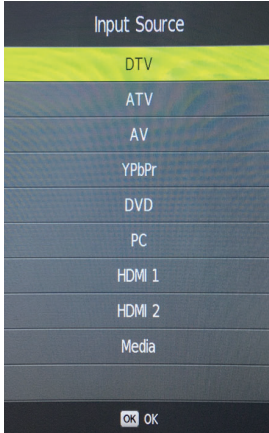 Input Source
DTV
ATV
AV
YPbPr
DVD
PC
HDMI 1
HDMI 2
Media
OK OK